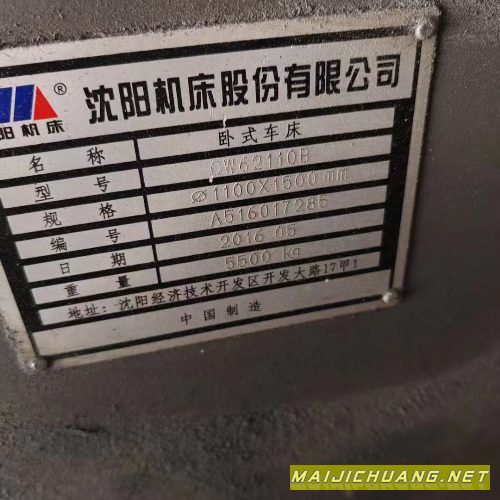 沈阳机床股份有限公司
®
阳机床
名称 卧式车床
型号 CW62110B
规格 Ø1100X1500mm
编号 A516017285
日期 2016 05
重量 5500 kg
地址：沈阳经济技术开发区开发大路17甲1
中国制造
MAIJICHUANG.NET